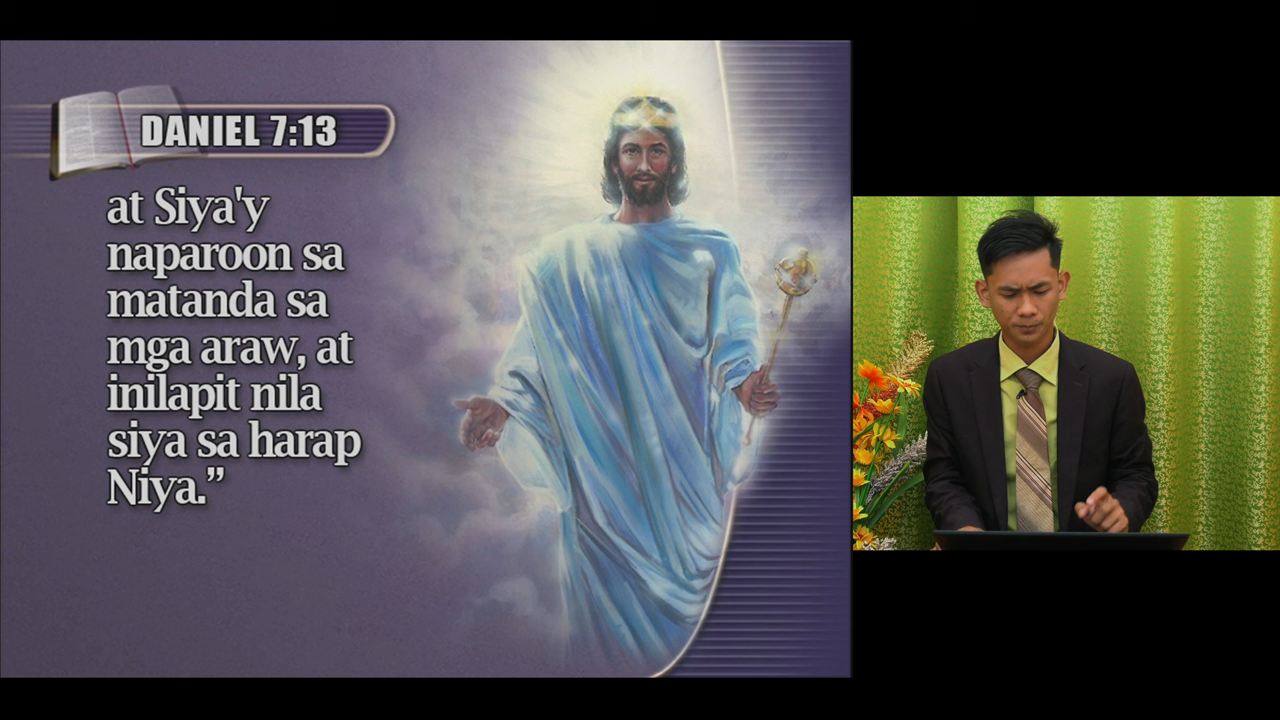 DANIEL 7:13
at Siya'y
naparoon sa
matanda sa
mga araw, at
inilapit nila
siya sa harap
Niya.”